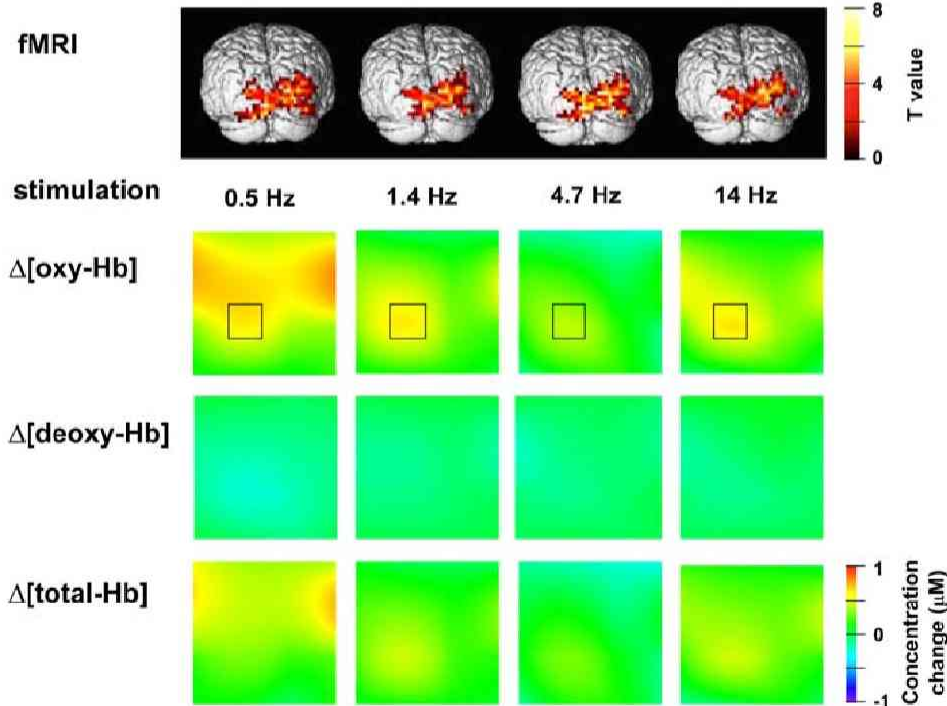 fMRI
8
4
0
T value
stimulation
0.5 Hz
1.4 Hz
4.7 Hz
14 Hz
Δ[oxy-Hb]
Δ[deoxy-Hb]
Δ[total-Hb]
1
0
-1
Concentration
change (μM)